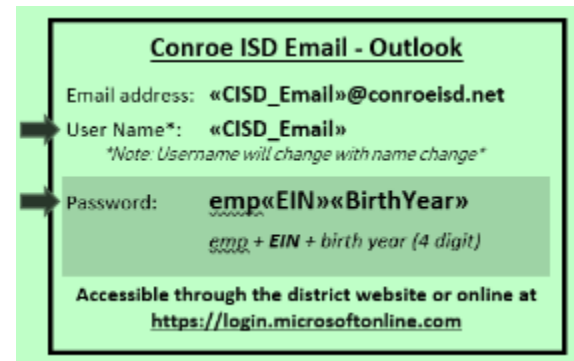 Conroe ISD Email - Outlook
Email address: «CISD_Email»@conroeisd.net
User Name*: «CISD_Email»
*Note: Username will change with name change*
Password: emp«EIN»«BirthYear»
emp + EIN + birth year (4 digit)
Accessible through the district website or online at
https://login.microsoftonline.com